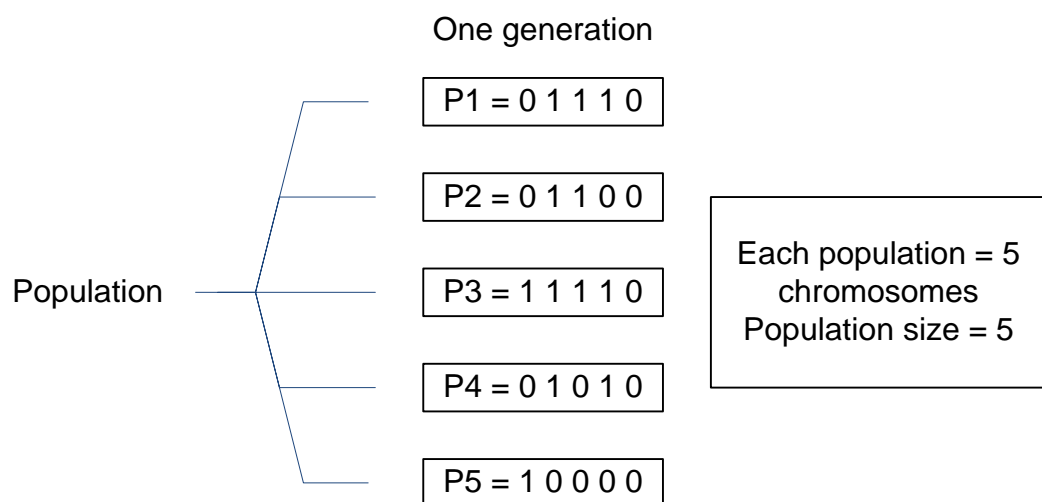 One generation
P1 = 0 1 1 1 0
P2 = 0 1 1 0 0
Population
P3 = 1 1 1 1 0
Each population = 5
chromosomes
Population size = 5
P4 = 0 1 0 1 0
P5 = 1 0 0 0 0